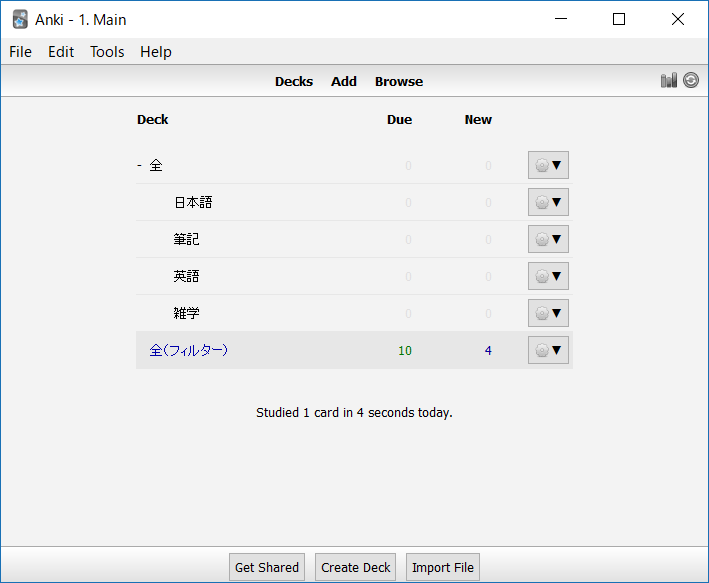 Anki - 1. Main
File Edit Tools Help
Decks Add Browse
Deck Due New
- 全 0 0
日本語 0 0
筆記 0 0
英語 0 0
雑学 0 0
全(フィルター) 10 4
Studied 1 card in 4 seconds today.
Get Shared Create Deck Import File